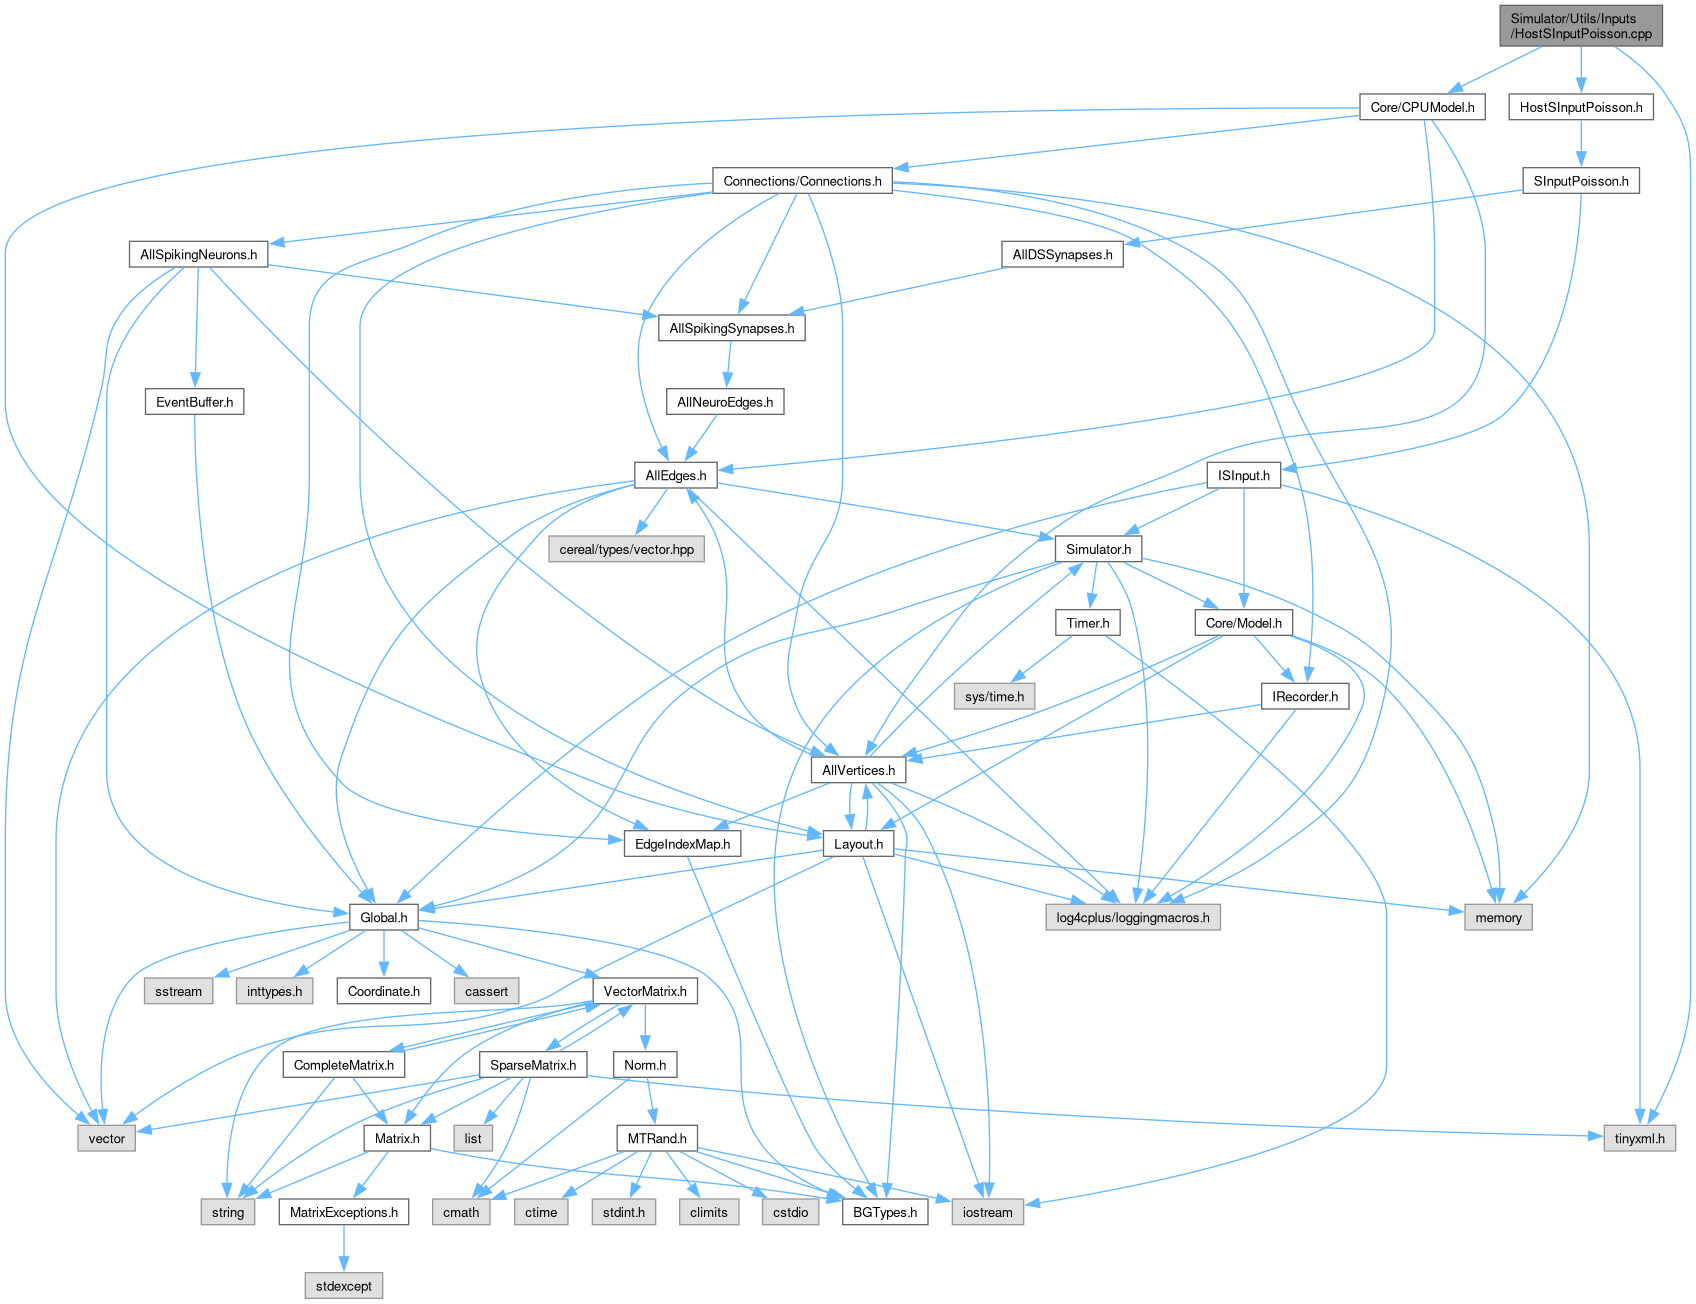 Simulator/Utils/Inputs
/HostSInputPoisson.cpp
Core/CPUModel.h
HostSInputPoisson.h
Connections/Connections.h
SInputPoisson.h
AllSpikingNeurons.h
AllDSSynapses.h
AllSpikingSynapses.h
EventBuffer.h
AllNeuroEdges.h
AllEdges.h
ISInput.h
cereal/types/vector.hpp
Simulator.h
Timer.h
Core/Model.h
sys/time.h
IRecorder.h
AllVertices.h
EdgeIndexMap.h
Layout.h
Global.h
log4cplus/loggingmacros.h
memory
sstream
inttypes.h
Coordinate.h
cassert
VectorMatrix.h
CompleteMatrix.h
SparseMatrix.h
Norm.h
vector
Matrix.h
list
MTRand.h
tinyxml.h
string
MatrixExceptions.h
cmath
ctime
stdint.h
climits
cstdio
BGTypes.h
iostream
stdexcept